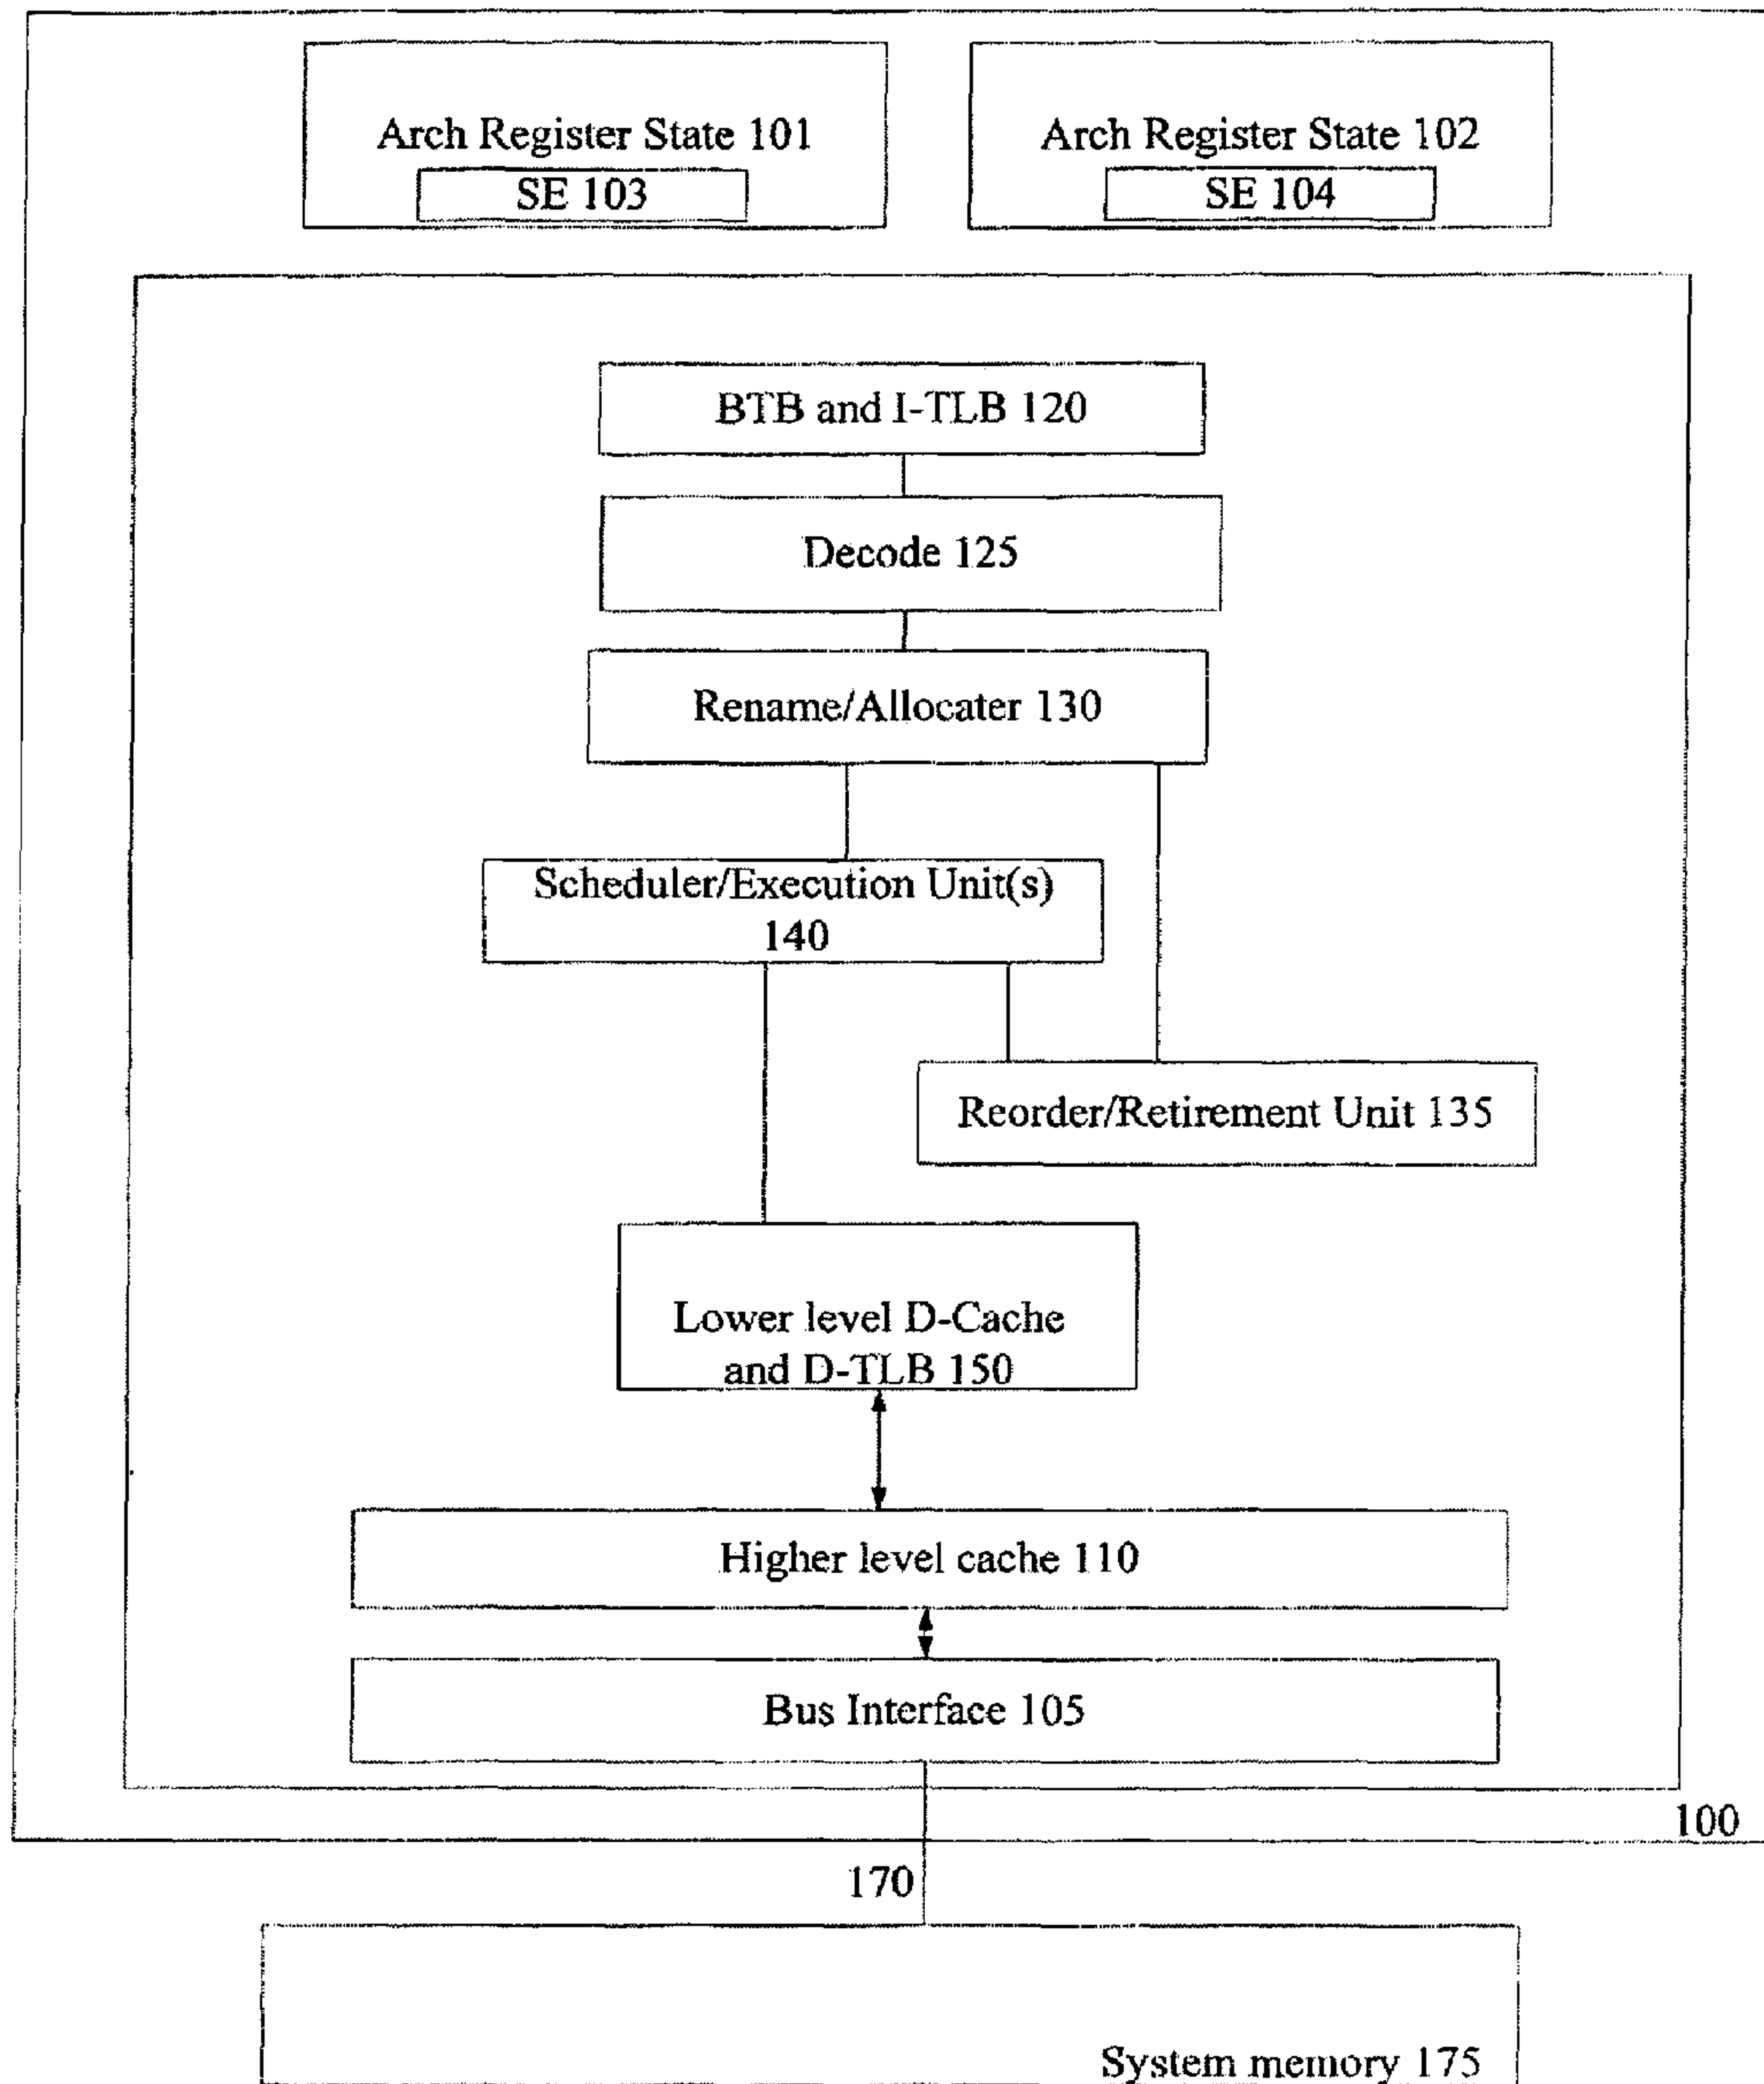 Arch Register State 101
SE 103
Arch Register State 102
SE 104
BTB and I-TLB 120
Decode 125
Rename/Allocater 130
Scheduler/Execution Unit(s)
140
Reorder/Retirement Unit 135
Lower level D-Cache
and D-TLB 150
Higher level cache 110
Bus Interface 105
100
170
System memory 175